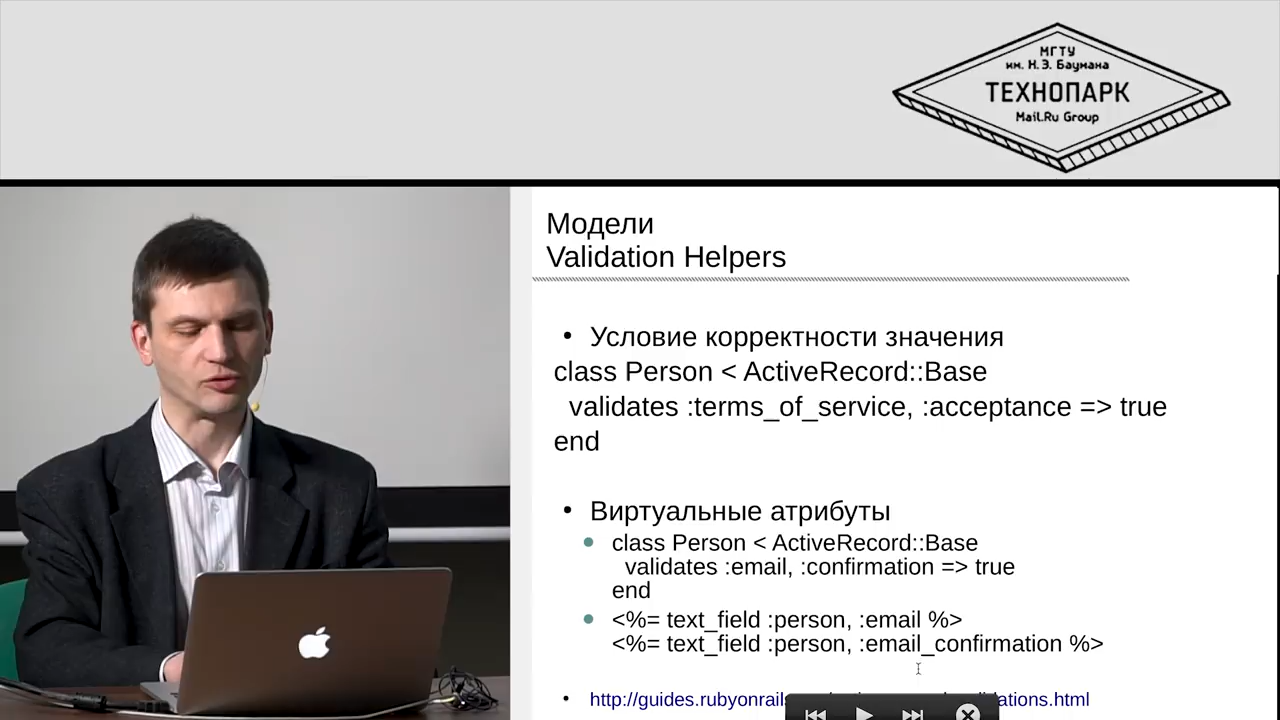 МГТУ
им. Н.Э. Баумана
ТЕХНОПАРК
Mail.Ru Group
Модели
Validation Helpers
• Условие корректности значения
class Person < ActiveRecord::Base
validates :terms_of_service, :acceptance => true
end
• Виртуальные атрибуты
• class Person < ActiveRecord::Base
validates :email, :confirmation => true
end
• <%= text_field :person, :email %>
<%= text_field :person, :email_confirmation %>
• http://guides.rubyonrails ations.html